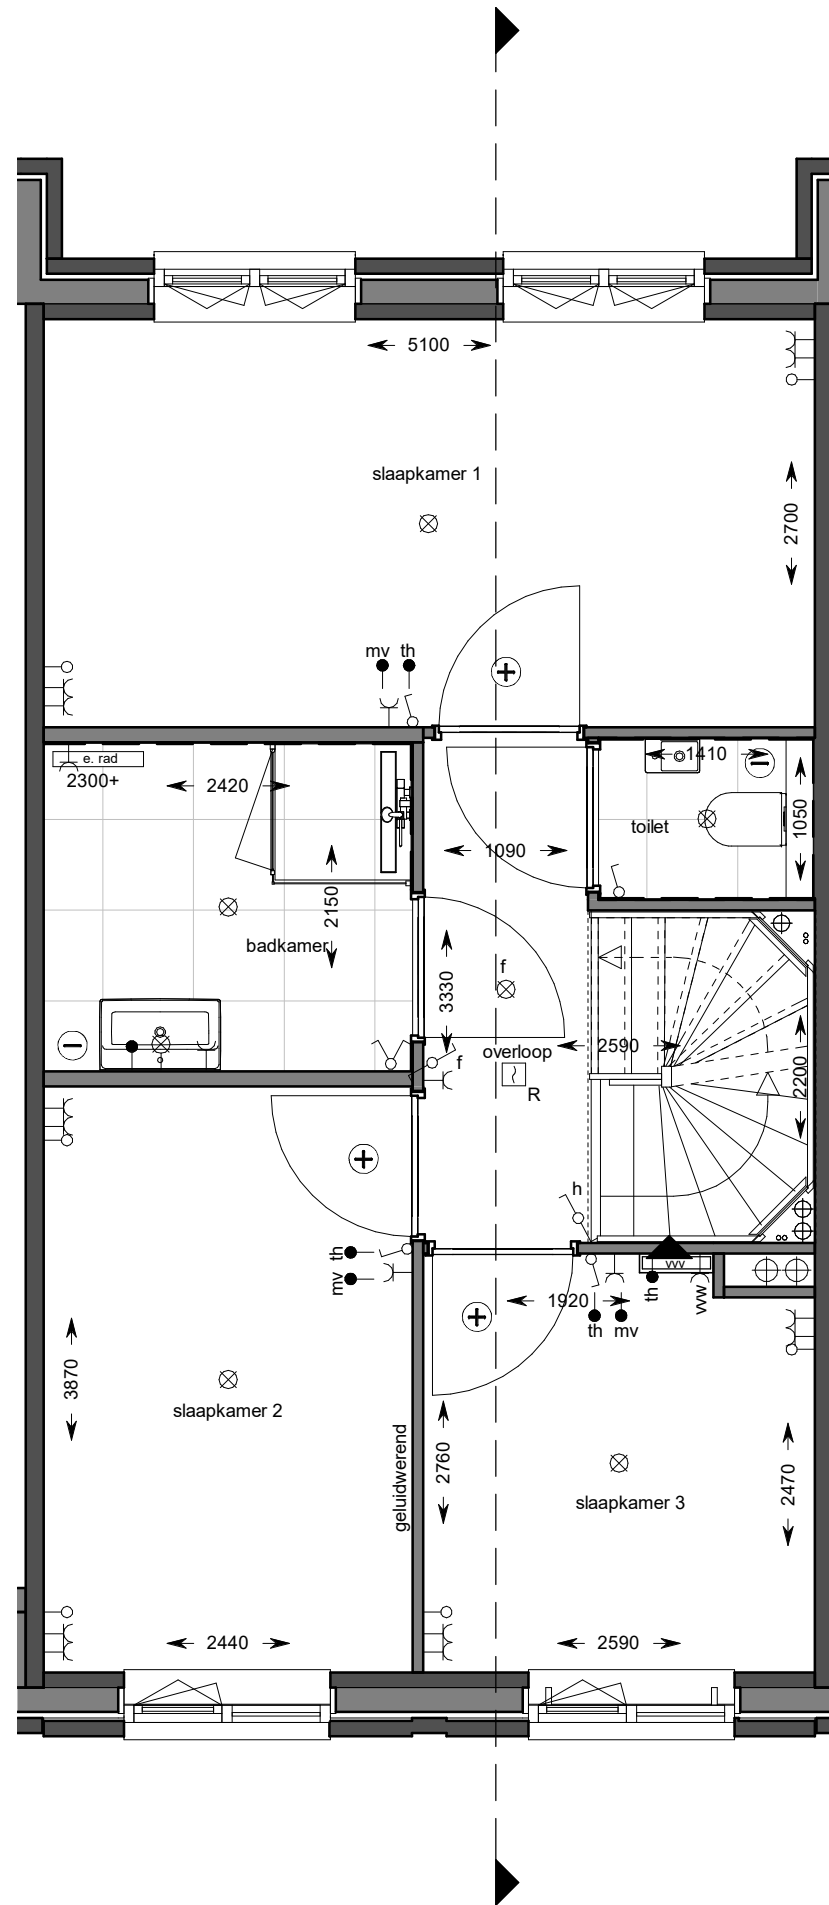 5100
slaapkamer 1
2700
mv th
e. rad
2300+
2420
1410
1050
toilet
1090
2150
badkamer
f
3330
overloop
2590
f
R
2200
h
th
mv
vvv
1920
th
vvw
th mv
3870
slaapkamer 2
geluidwerend
2760
slaapkamer 3
2470
2440
2590